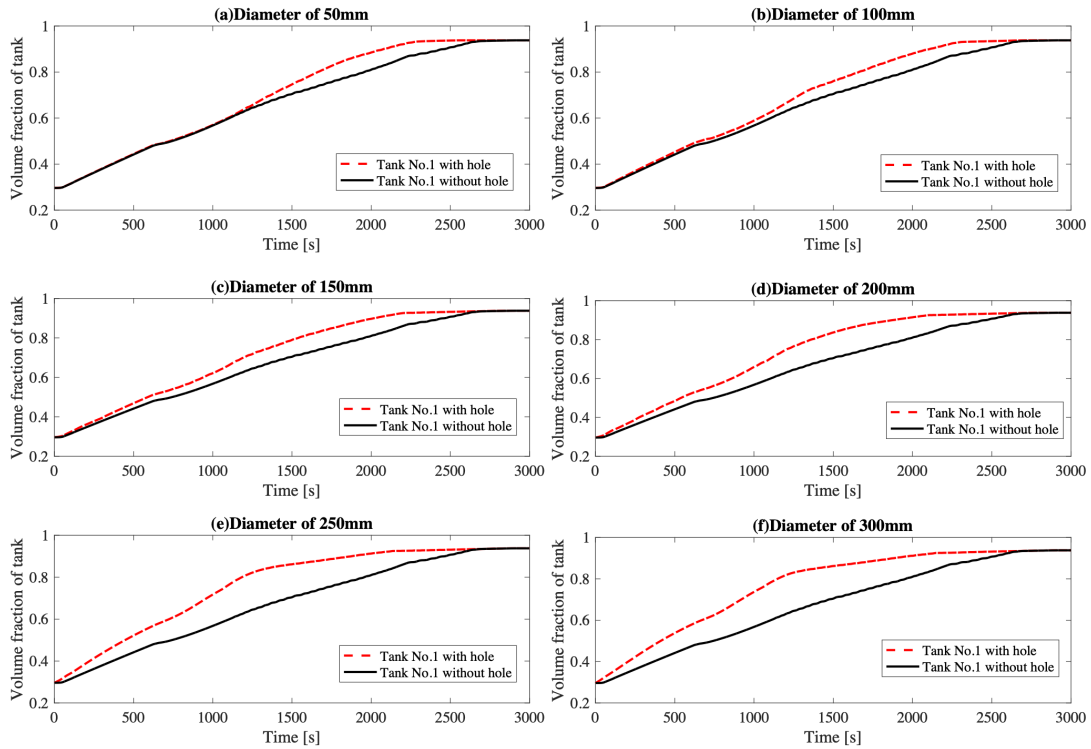 (a)Diameter of 50mm
Volume fraction of tank
1
0.8
0.6
0.4
0.2
Tank No.1 with hole
Tank No.1 without hole
0 500 1000 1500 2000 2500 3000
Time [s]
(b)Diameter of 100mm
Volume fraction of tank
1
0.8
0.6
0.4
0.2
Tank No.1 with hole
Tank No.1 without hole
0 500 1000 1500 2000 2500 3000
Time [s]
(c)Diameter of 150mm
Volume fraction of tank
1
0.8
0.6
0.4
0.2
Tank No.1 with hole
Tank No.1 without hole
0 500 1000 1500 2000 2500 3000
Time [s]
(d)Diameter of 200mm
Volume fraction of tank
1
0.8
0.6
0.4
0.2
Tank No.1 with hole
Tank No.1 without hole
0 500 1000 1500 2000 2500 3000
Time [s]
(e)Diameter of 250mm
Volume fraction of tank
1
0.8
0.6
0.4
0.2
Tank No.1 with hole
Tank No.1 without hole
0 500 1000 1500 2000 2500 3000
Time [s]
(f)Diameter of 300mm
Volume fraction of tank
1
0.8
0.6
0.4
0.2
Tank No.1 with hole
Tank No.1 without hole
0 500 1000 1500 2000 2500 3000
Time [s]